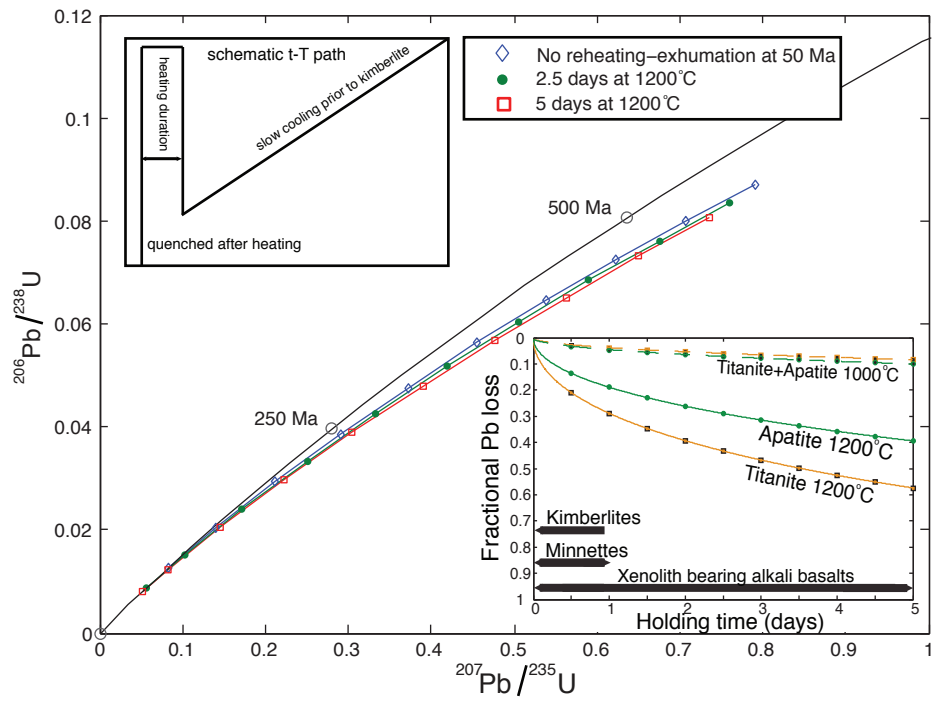 0.12
0.1
0.08
0.06
0.04
0.02
0
206Pb/238U
schematic t-T path
heating duration
slow cooling prior to kimberlite
quenched after heating
No reheating−exhumation at 50 Ma
2.5 days at 1200°C
5 days at 1200°C
500 Ma
250 Ma
0
0.1
0.2
0.3
0.4
0.5
0.6
0.7
0.8
0.9
1
Fractional Pb loss
Titanite+Apatite 1000°C
Apatite 1200°C
Titanite 1200°C
Kimberlites
Minnettes
Xenolith bearing alkali basalts
0 1 2 3 4 5
Holding time (days)
0 0.1 0.2 0.3 0.4 0.5 0.6 0.7 0.8 0.9 1
207Pb/235U